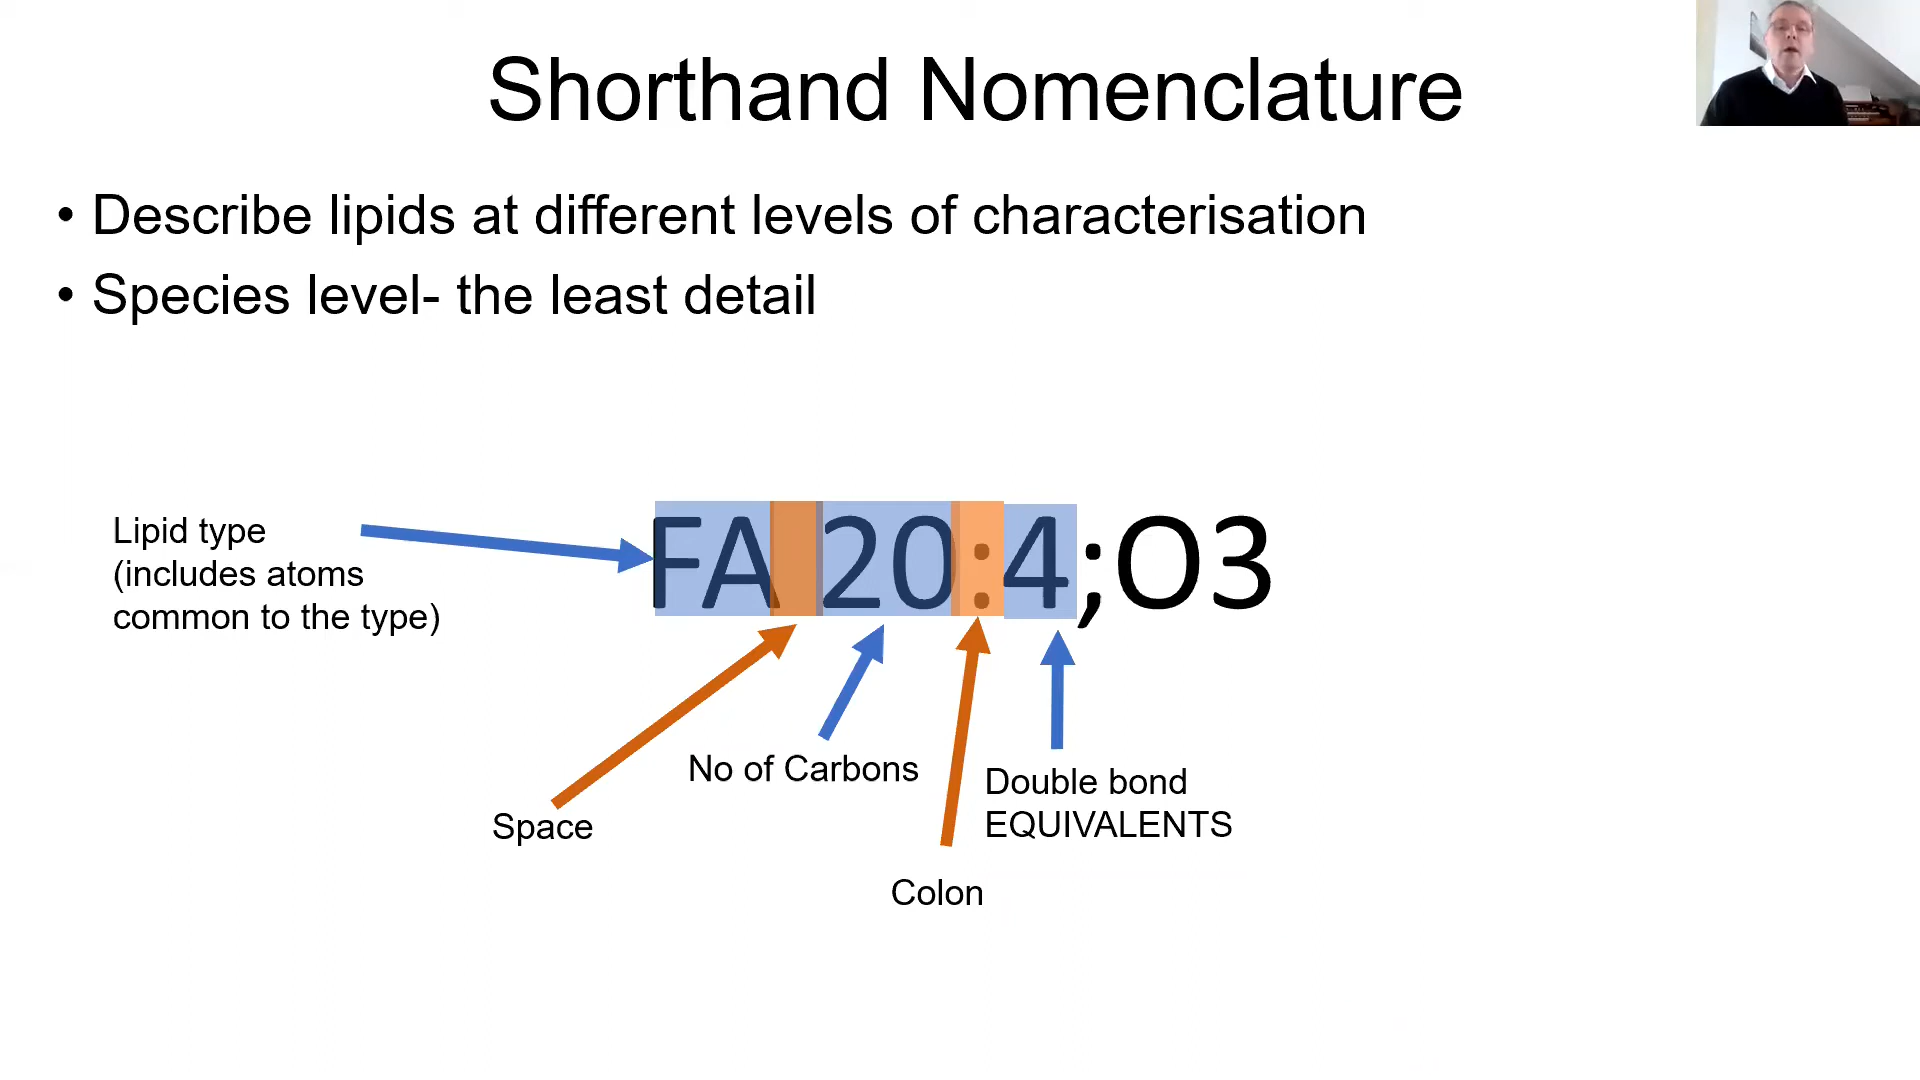 Shorthand Nomenclature
• Describe lipids at different levels of characterisation
• Species level- the least detail
Lipid type
(includes atoms
common to the type)
FA 20:4;O3
Space
No of Carbons
Colon
Double bond
EQUIVALENTS